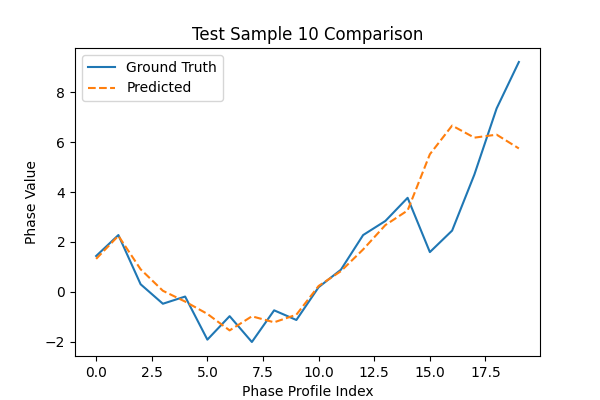 Test Sample 10 Comparison
Ground Truth
Predicted
8
6
4
2
0
−2
Phase Value
0.0 2.5 5.0 7.5 10.0 12.5 15.0 17.5
Phase Profile Index